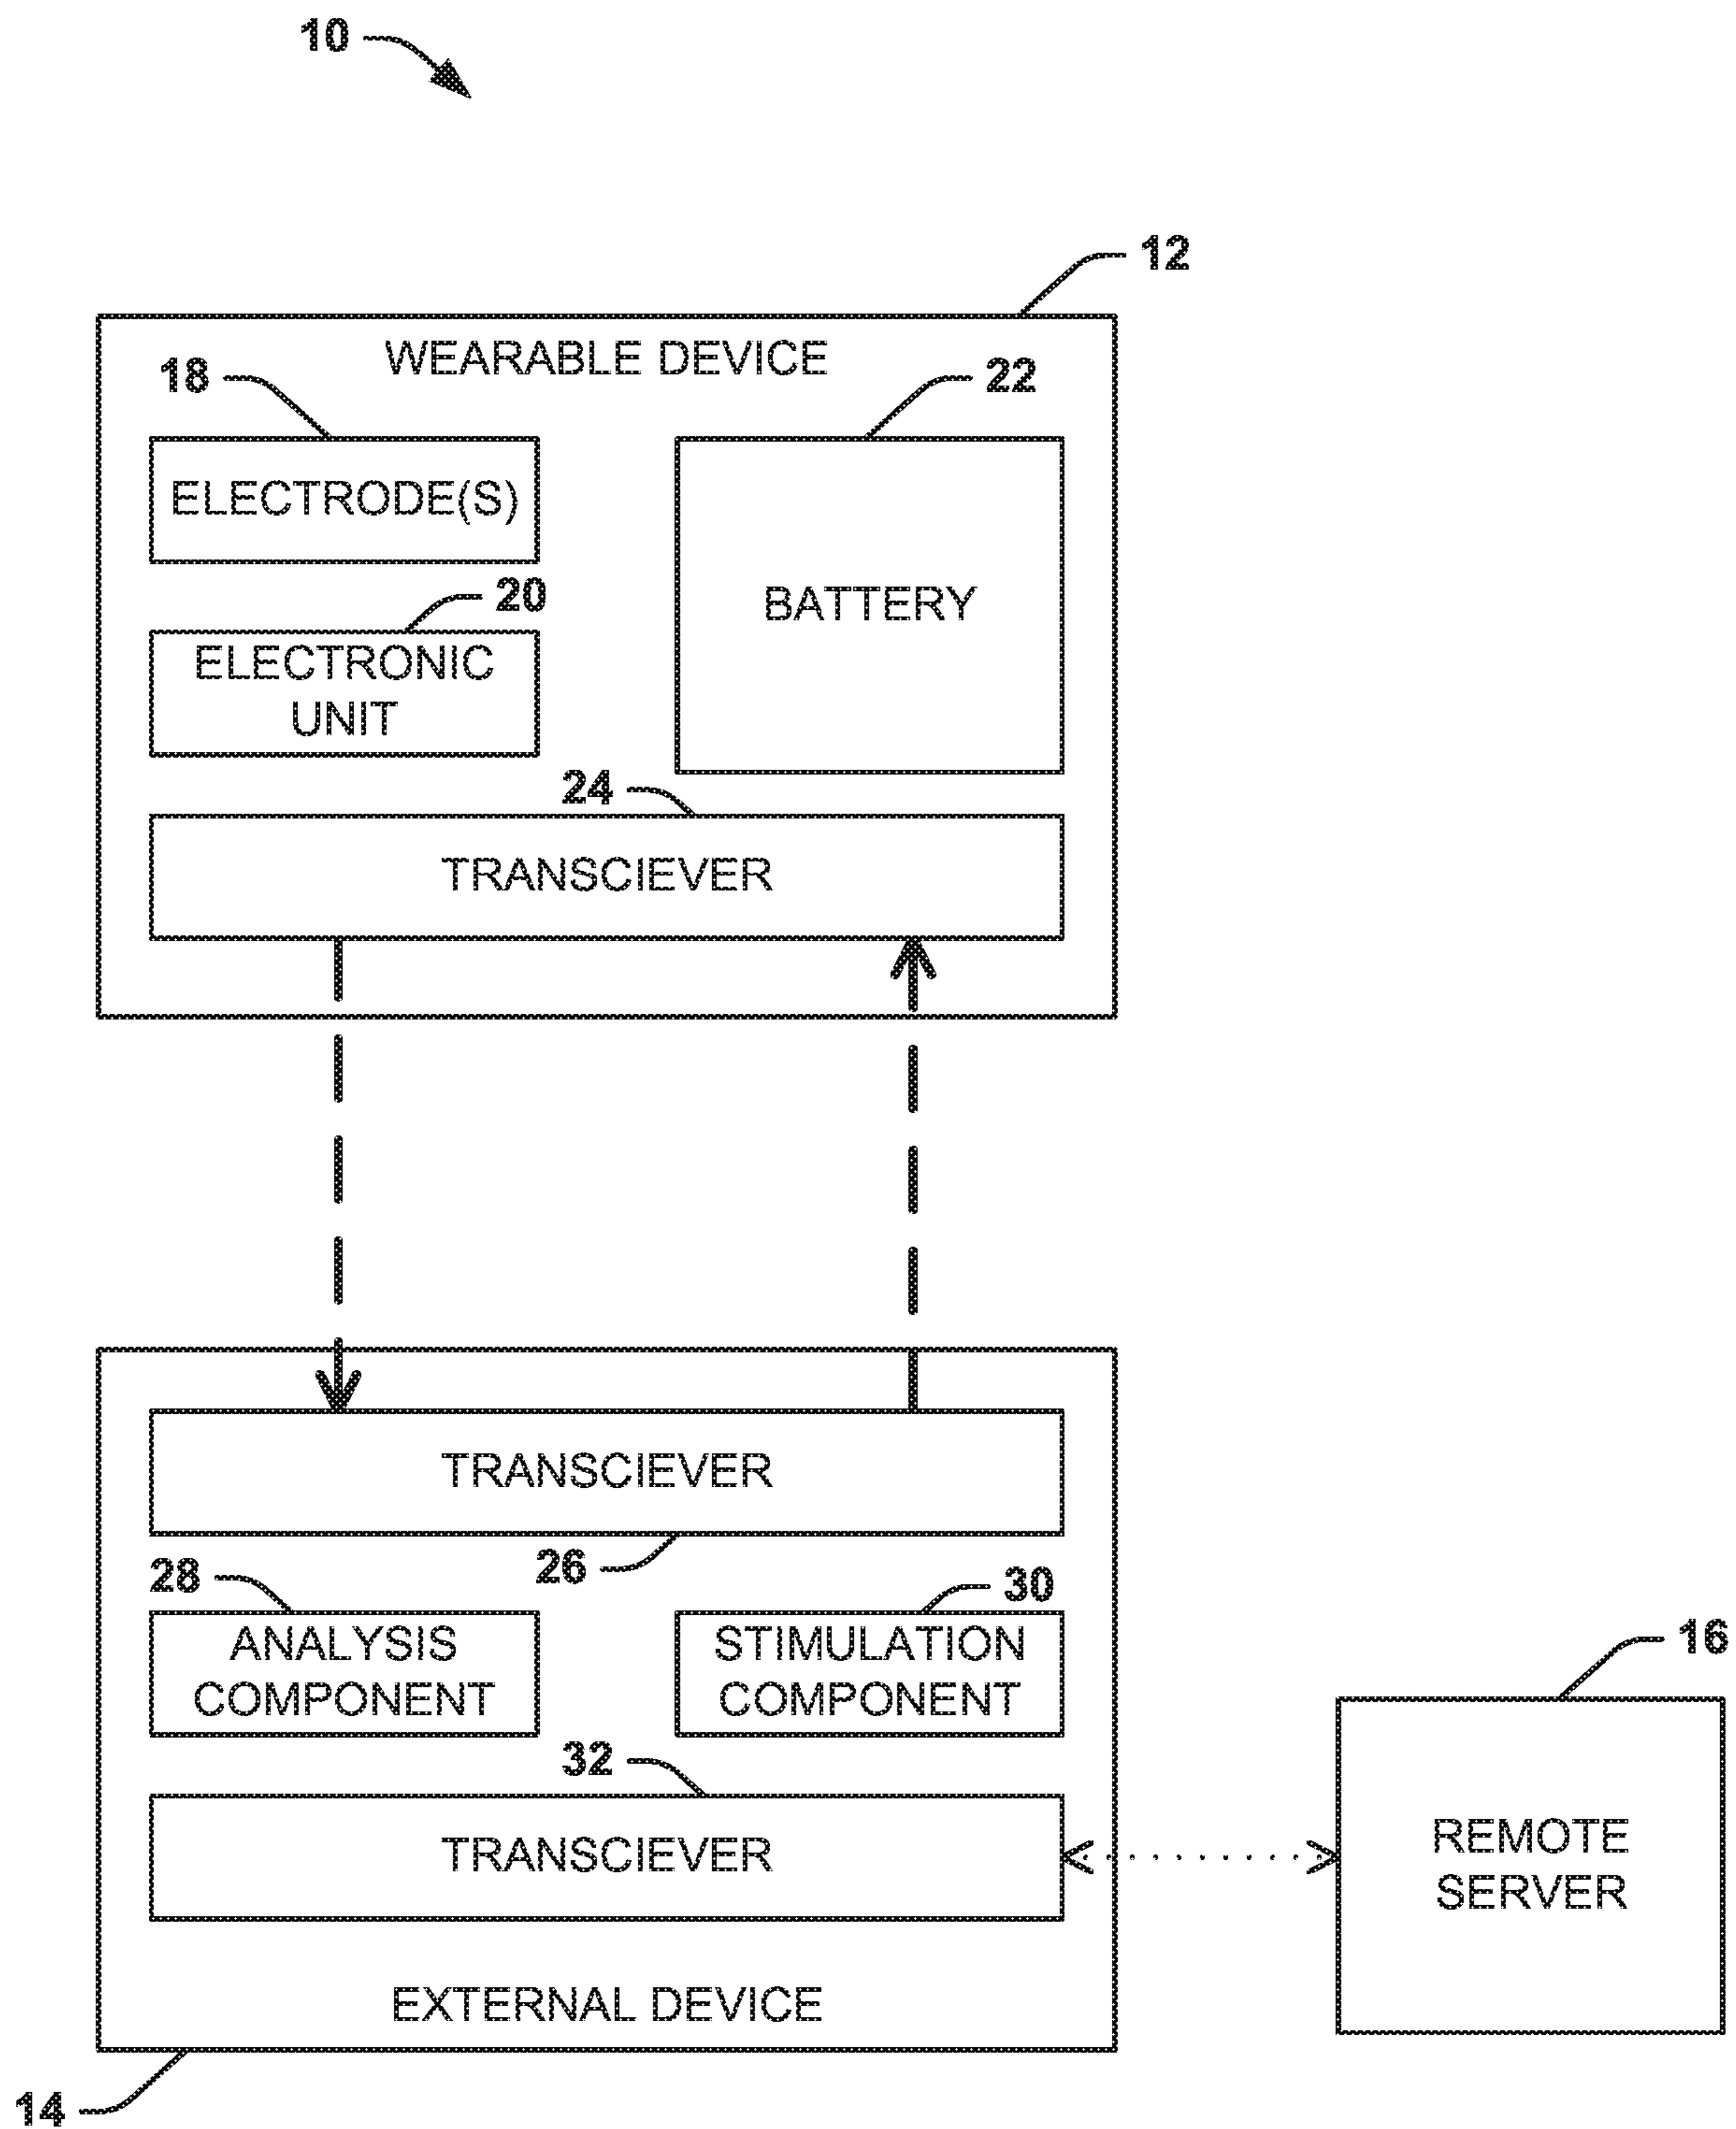 10
12
WEARABLE DEVICE
18
22
ELECTRODE(S)
20
BATTERY
ELECTRONIC
UNIT
24
TRANSCIEVER
TRANSCIEVER
26
28
30
ANALYSIS
COMPONENT
STIMULATION
COMPONENT
16
32
TRANSCIEVER
REMOTE
SERVER
EXTERNAL DEVICE
14